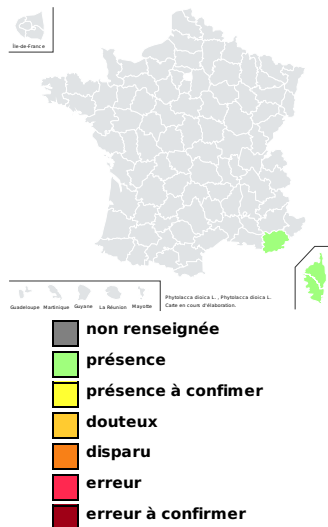 Île-de-France
Guadeloupe Martinique Guyane La Réunion Mayotte
Phytolacca dioica L. , Phytolacca dioica L.
Carte en cours d'élaboration.
non renseignée
présence
présence à confimer
douteux
disparu
erreur
erreur à confirmer